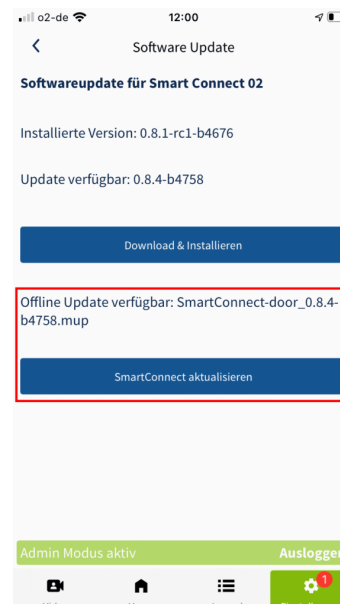 o2-de 12:00
Software Update
Softwareupdate für Smart Connect 02
Installierte Version: 0.8.1-rc1-b4676
Update verfügbar: 0.8.4-b4758
Download & Installieren
Offline Update verfügbar: SmartConnect-door_0.8.4-
b4758.mup
SmartConnect aktualisieren
Admin Modus aktiv Auslogge
1